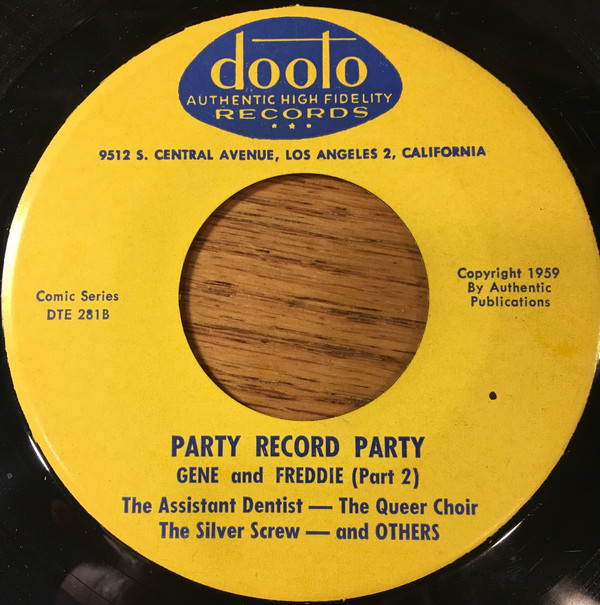 dooto
AUTHENTIC HIGH FIDELITY
RECORDS
9512 S. CENTRAL AVENUE, LOS ANGELES 2, CALIFORNIA
Comic Series
DTE 281B
Copyright 1959
By Authentic
Publications
PARTY RECORD PARTY
GENE and FREDDIE (Part 2)
The Assistant Dentist — The Queer Choir
The Silver Screw — and OTHERS